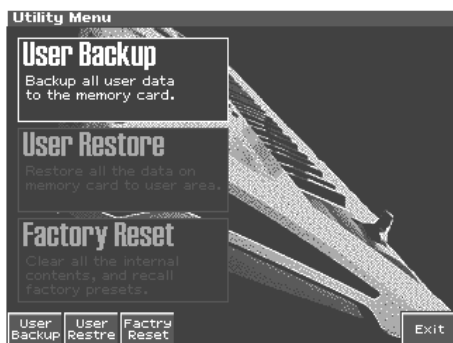 Utility Menu
User Backup
Backup all user data
to the memory card.
User Restore
Restore all the data on
memory card to user area.
Factory Reset
Clear all the internal
contents, and recall
factory presets.
User Backup
User Restre
Factry Reset
Exit